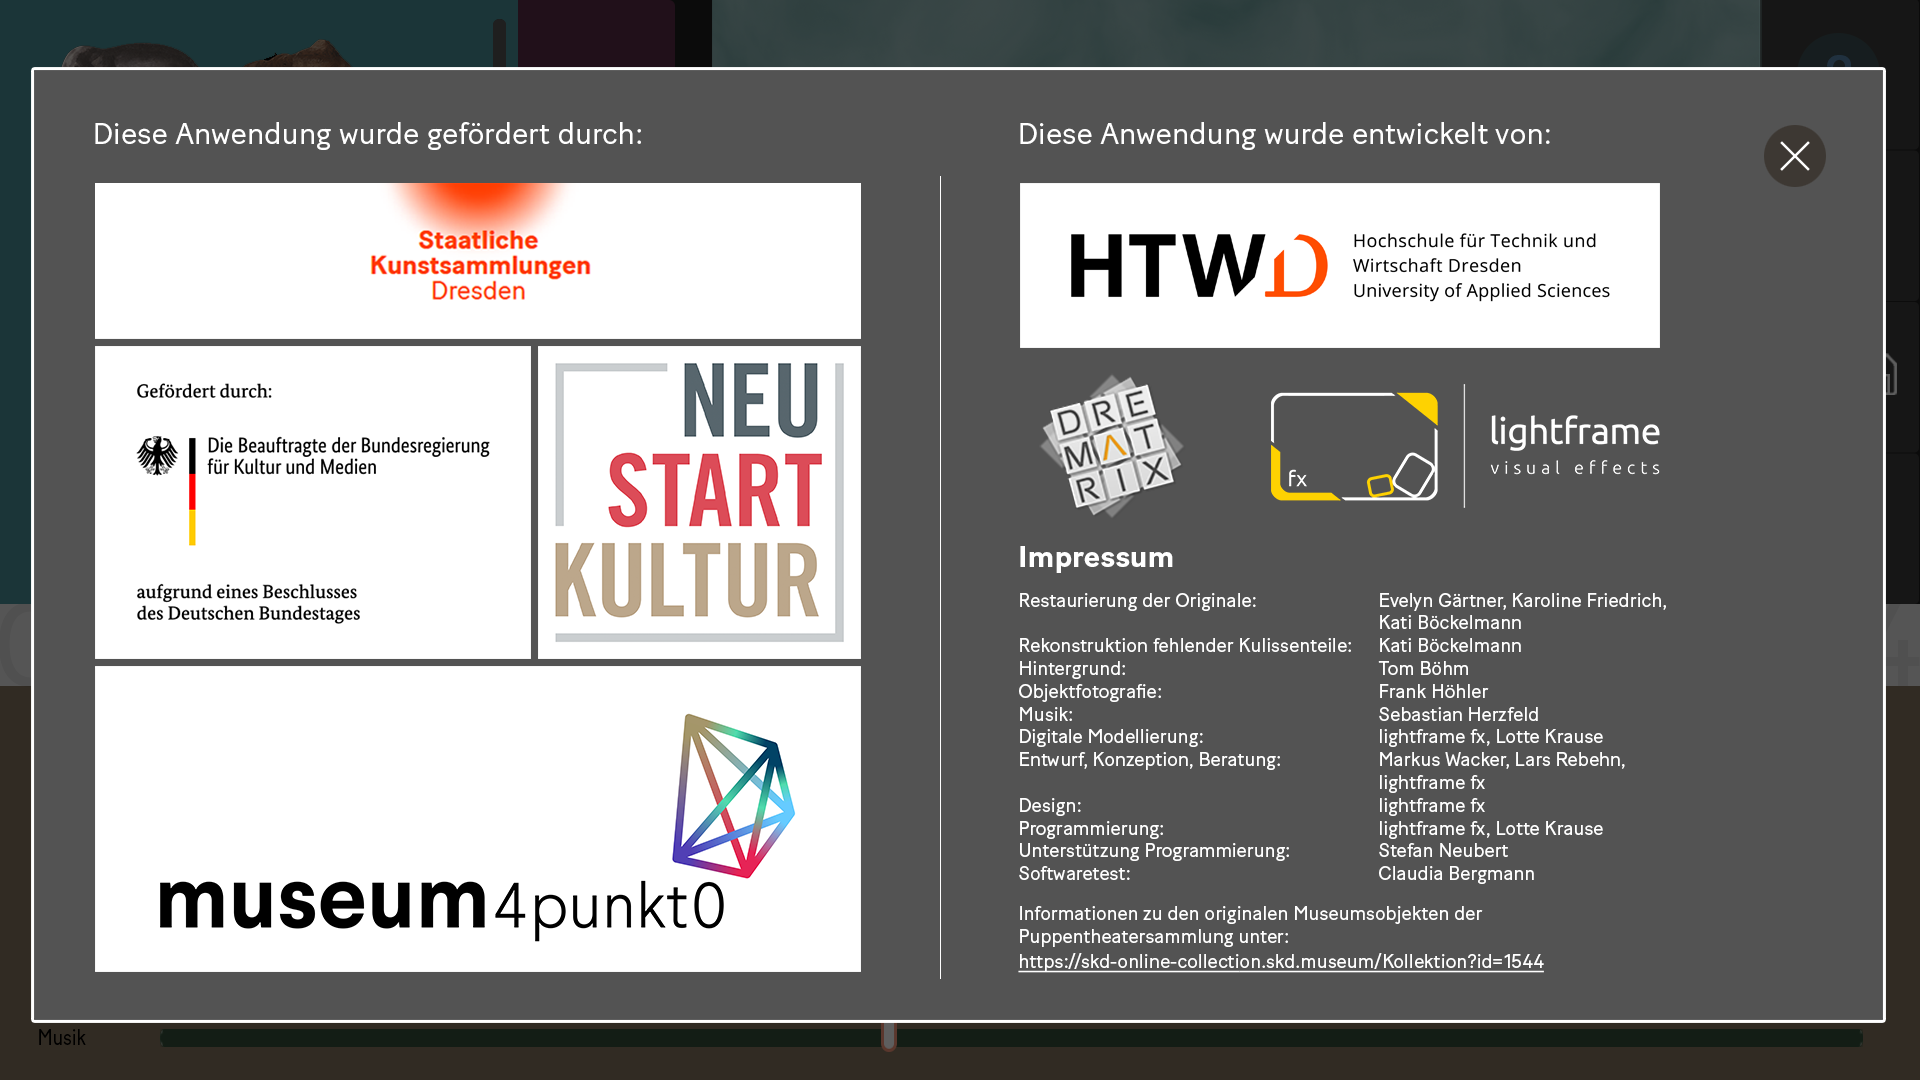 Diese Anwendung wurde gefördert durch:
Staatliche
Kunstsammlungen
Dresden
Gefördert durch:
Die Beauftragte der Bundesregierung
für Kultur und Medien
aufgrund eines Beschlusses
des Deutschen Bundestages
NEU
START
KULTUR
museum4punkt0
Diese Anwendung wurde entwickelt von:
HTWD
Hochschule für Technik und
Wirtschaft Dresden
University of Applied Sciences
DRE
MAT
RIX
fx
lightframe
visual effects
Impressum
Restaurierung der Originale: Evelyn Gärtner, Karoline Friedrich,
Kati Böckelmann
Rekonstruktion fehlender Kulissenteile: Kati Böckelmann
Hintergrund: Tom Böhm
Objektfotografie: Frank Höhler
Musik: Sebastian Herzfeld
Digitale Modellierung: lightframe fx, Lotte Krause
Entwurf, Konzeption, Beratung: Markus Wacker, Lars Rebehn,
lightframe fx
Design: lightframe fx
Programmierung: lightframe fx, Lotte Krause
Unterstützung Programmierung: Stefan Neubert
Softwaretest: Claudia Bergmann
Informationen zu den originalen Museumsobjekten der
Puppentheatersammlung unter:
https://skd-online-collection.skd.museum/Kollektion?id=1544
Musik